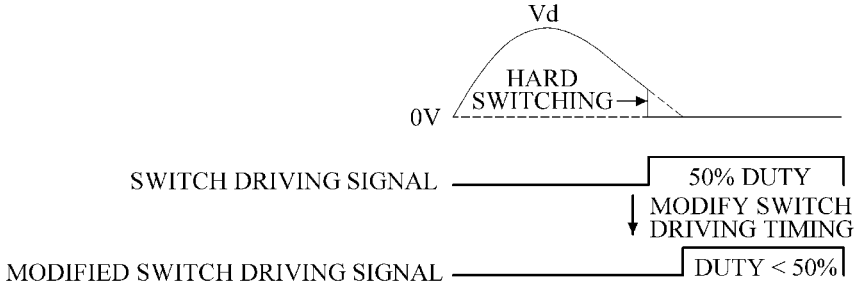 Vd
HARD
SWITCHING
0V
SWITCH DRIVING SIGNAL
50% DUTY
MODIFY SWITCH
DRIVING TIMING
MODIFIED SWITCH DRIVING SIGNAL
DUTY < 50%